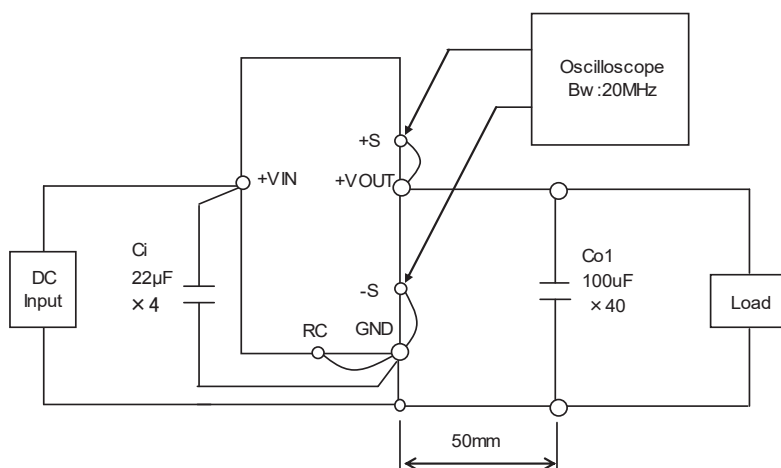 Oscilloscope
Bw :20MHz
+S
+VIN
+VOUT
Ci
22µF
×4
DC
Input
-S
Co1
100uF
×40
Load
RC
GND
50mm